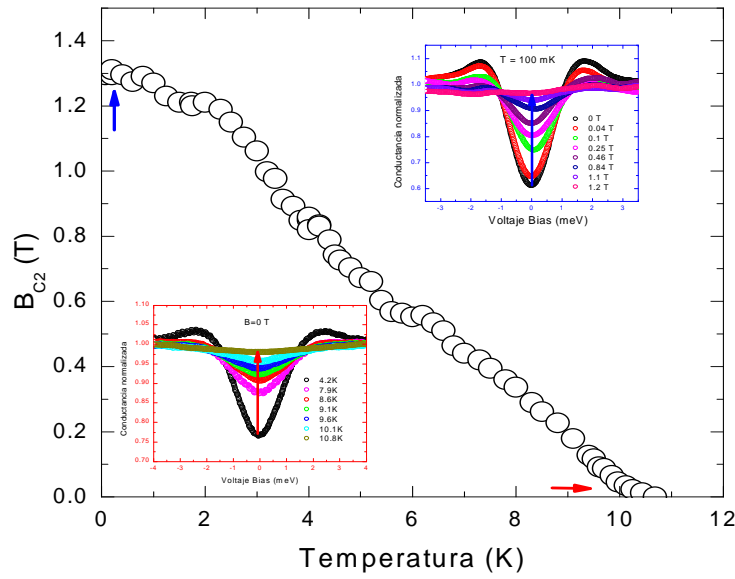 1.4
1.2
1.0
0.8
0.6
0.4
0.2
0.0
B_C2 (T)
0 2 4 6 8 10 12
Temperatura (K)
T = 100 mK
1.1
1.0
0.9
0.8
0.7
0.6
Conductancia normalizada
0 T
0.04 T
0.1 T
0.25 T
0.46 T
0.84 T
1.1 T
1.2 T
-3 -2 -1 0 1 2 3
Voltaje Bias (meV)
B=0 T
1.10
1.05
1.00
0.95
0.90
0.85
0.80
0.75
0.70
Conductancia normalizada
4.2K
7.9K
8.6K
9.1K
9.6K
10.1K
10.8K
-4 -3 -2 -1 0 1 2 3 4
Voltaje Bias (meV)